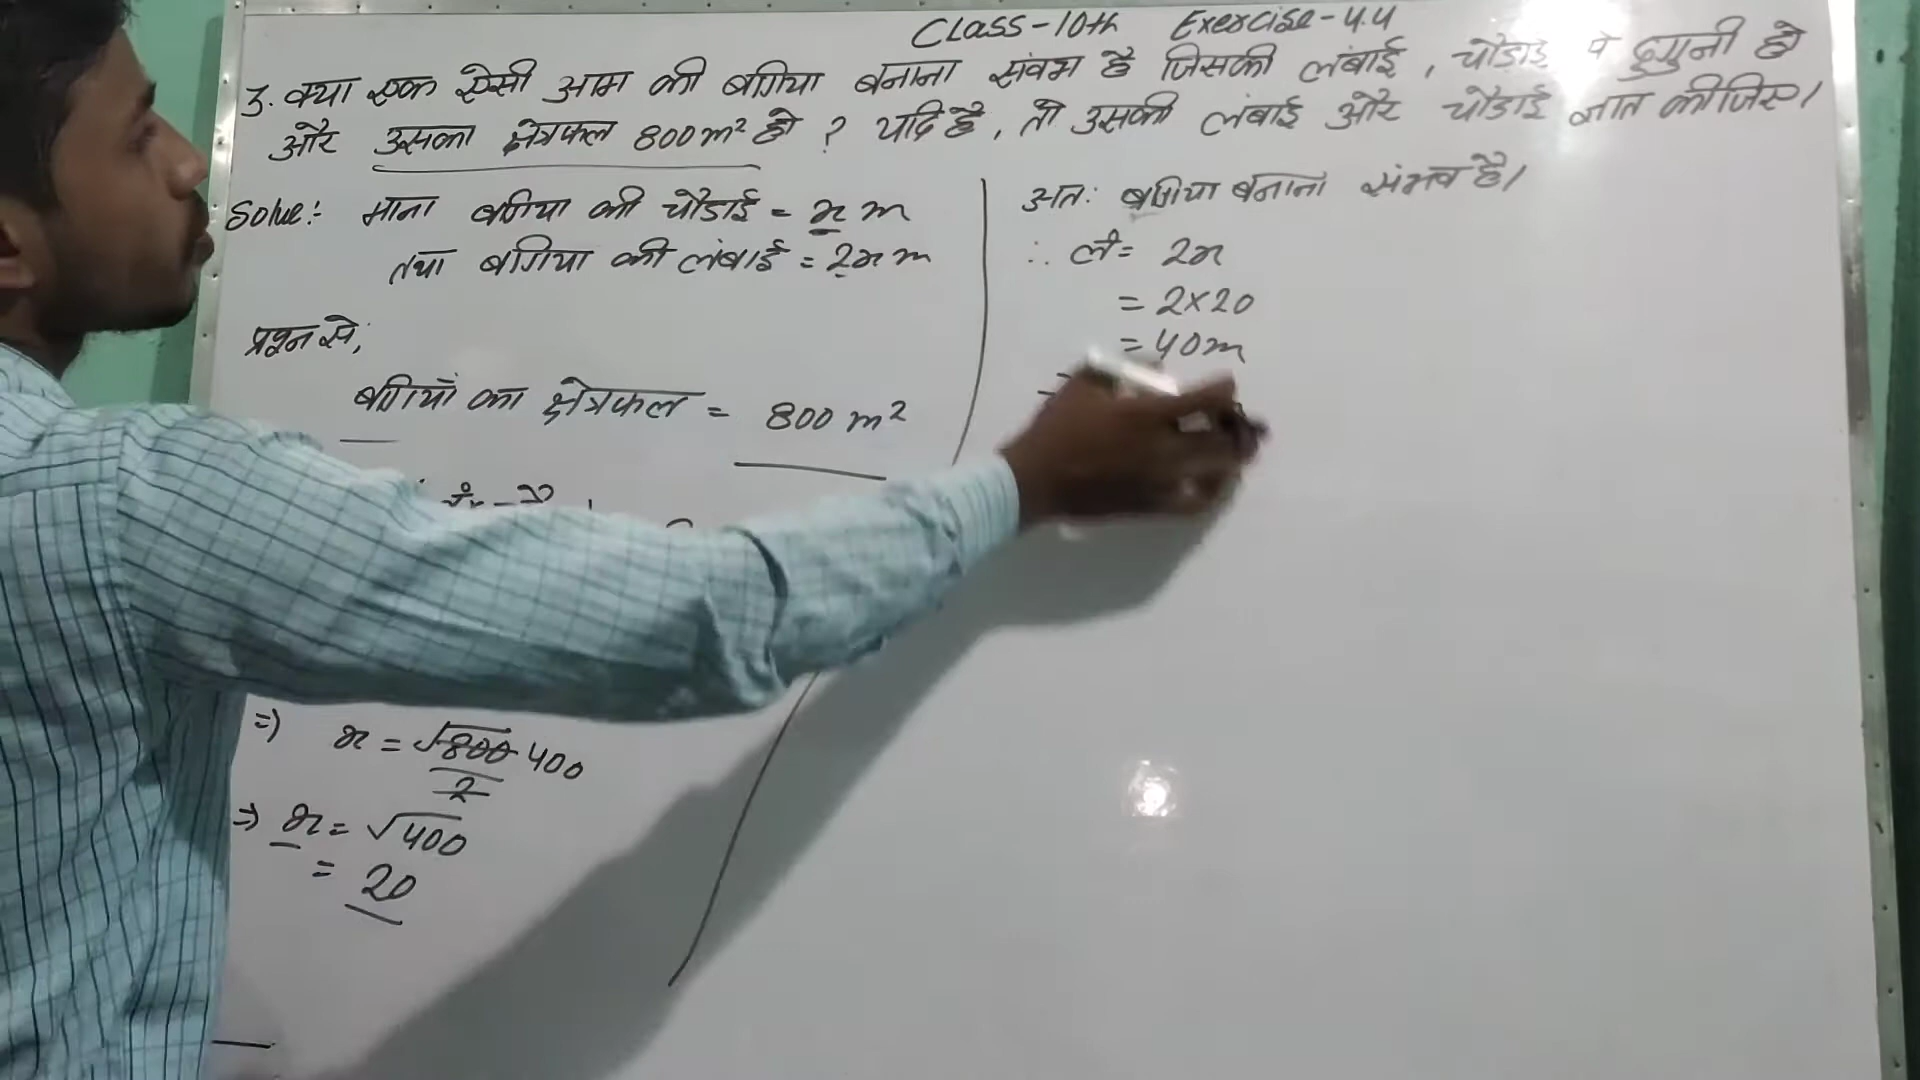 Class-10th Exercise-4.4
3. क्या एक ऐसी आम की बगिया बनाना संवभ है जिसकी लंबाई, चौडाई से दुगुनी हो
और उसका क्षेत्रफल 800m² हो ? यदि है, तो उसकी लंबाई और चौडाई ज्ञात कीजिए।
Solve:- माना बगिया की चौडाई = x m
तथा बगिया की लंबाई = 2x m
प्रश्न से,
बगियाँ का क्षेत्रफल = 800 m²
=) x = √800 400
2
=) x = √400
= 20
अतः बगिया बनाना संभव है।
∴ लं = 2x
= 2×20
= 40m